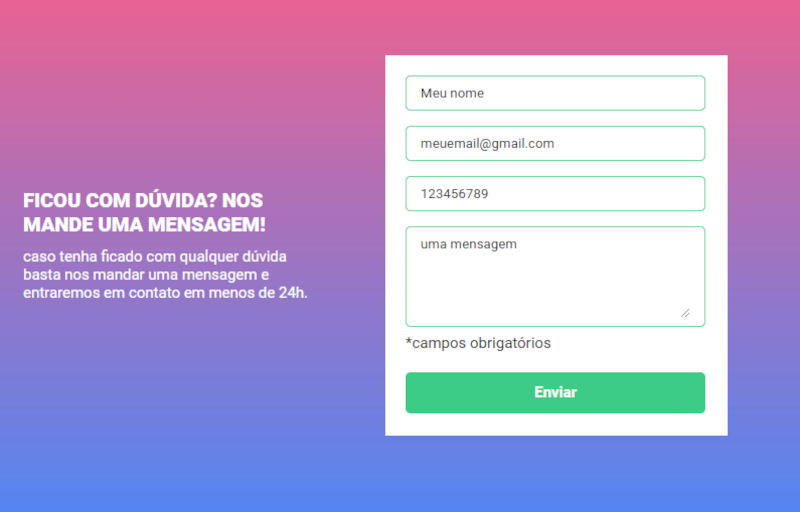 FICOU COM DÚVIDA? NOS
MANDE UMA MENSAGEM!
caso tenha ficado com qualquer dúvida
basta nos mandar uma mensagem e
entraremos em contato em menos de 24h.
Meu nome
meuemail@gmail.com
123456789
uma mensagem
*campos obrigatórios
Enviar